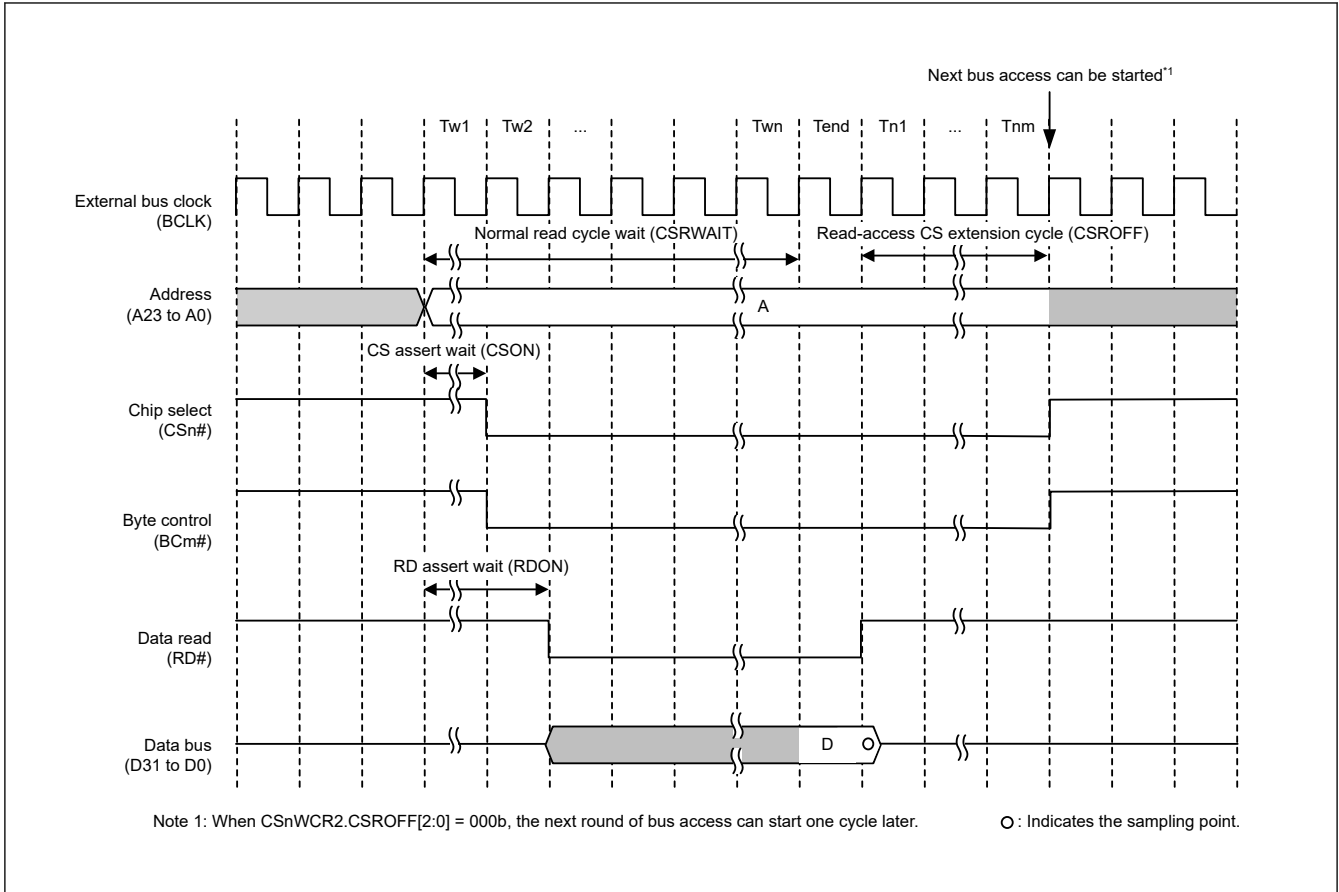 Next bus access can be started*1
Tw1 Tw2 ... Twn Tend Tn1 ... Tnm
External bus clock
(BCLK)
Normal read cycle wait (CSRWAIT) Read-access CS extension cycle (CSROFF)
Address
(A23 to A0)
A
CS assert wait (CSON)
Chip select
(CSn#)
Byte control
(BCm#)
RD assert wait (RDON)
Data read
(RD#)
Data bus
(D31 to D0)
D
Note 1: When CSnWCR2.CSROFF[2:0] = 000b, the next round of bus access can start one cycle later. : Indicates the sampling point.